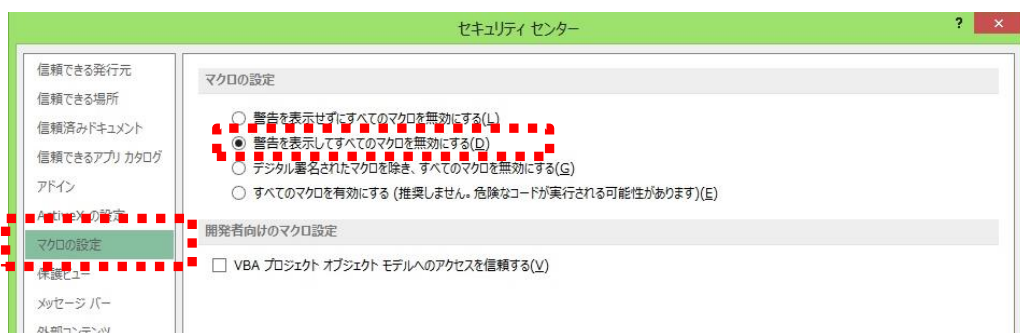 セキュリティ センター
? ×
信頼できる発行元
信頼できる場所
信頼済みドキュメント
信頼できるアプリ カタログ
アドイン
ActiveX の設定
マクロの設定
保護ビュー
メッセージ バー
外部コンテンツ
マクロの設定
警告を表示せずにすべてのマクロを無効にする(L)
警告を表示してすべてのマクロを無効にする(D)
デジタル署名されたマクロを除き、すべてのマクロを無効にする(G)
すべてのマクロを有効にする (推奨しません。危険なコードが実行される可能性があります)(E)
開発者向けのマクロ設定
VBA プロジェクト オブジェクト モデルへのアクセスを信頼する(V)